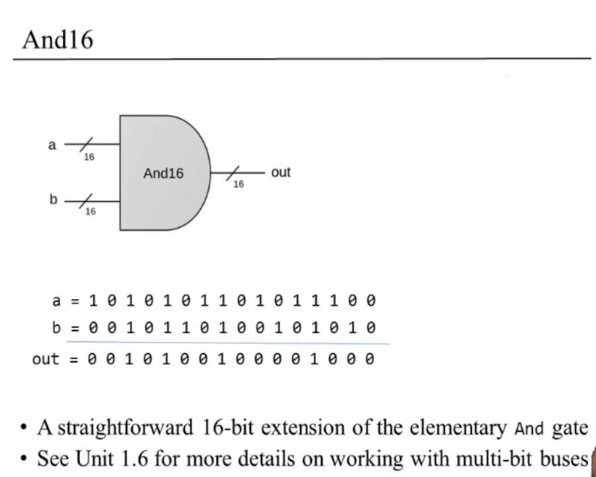 And16
a
16
And16
16
out
b
16
a = 1 0 1 0 1 0 1 1 0 1 0 1 1 1 0 0
b = 0 0 1 0 1 1 0 1 0 0 1 0 1 0 1 0
out = 0 0 1 0 1 0 0 1 0 0 0 0 1 0 0 0
• A straightforward 16-bit extension of the elementary And gate
• See Unit 1.6 for more details on working with multi-bit buses